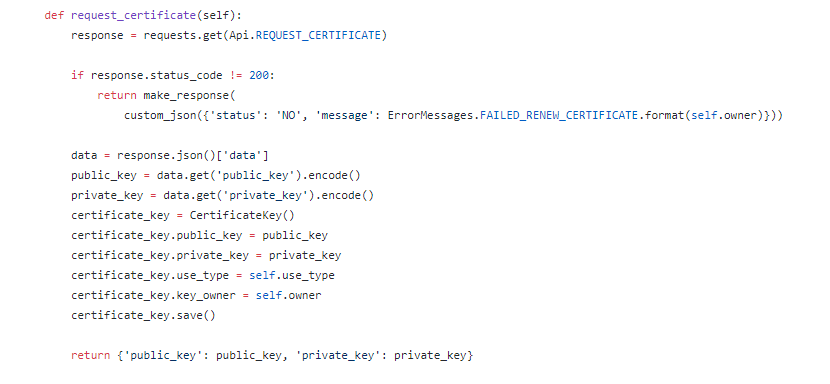 def request_certificate(self):
response = requests.get(Api.REQUEST_CERTIFICATE)
if response.status_code != 200:
return make_response(
custom_json({'status': 'NO', 'message': ErrorMessages.FAILED_RENEW_CERTIFICATE.format(self.owner)}))
data = response.json()['data']
public_key = data.get('public_key').encode()
private_key = data.get('private_key').encode()
certificate_key = CertificateKey()
certificate_key.public_key = public_key
certificate_key.private_key = private_key
certificate_key.use_type = self.use_type
certificate_key.key_owner = self.owner
certificate_key.save()
return {'public_key': public_key, 'private_key': private_key}